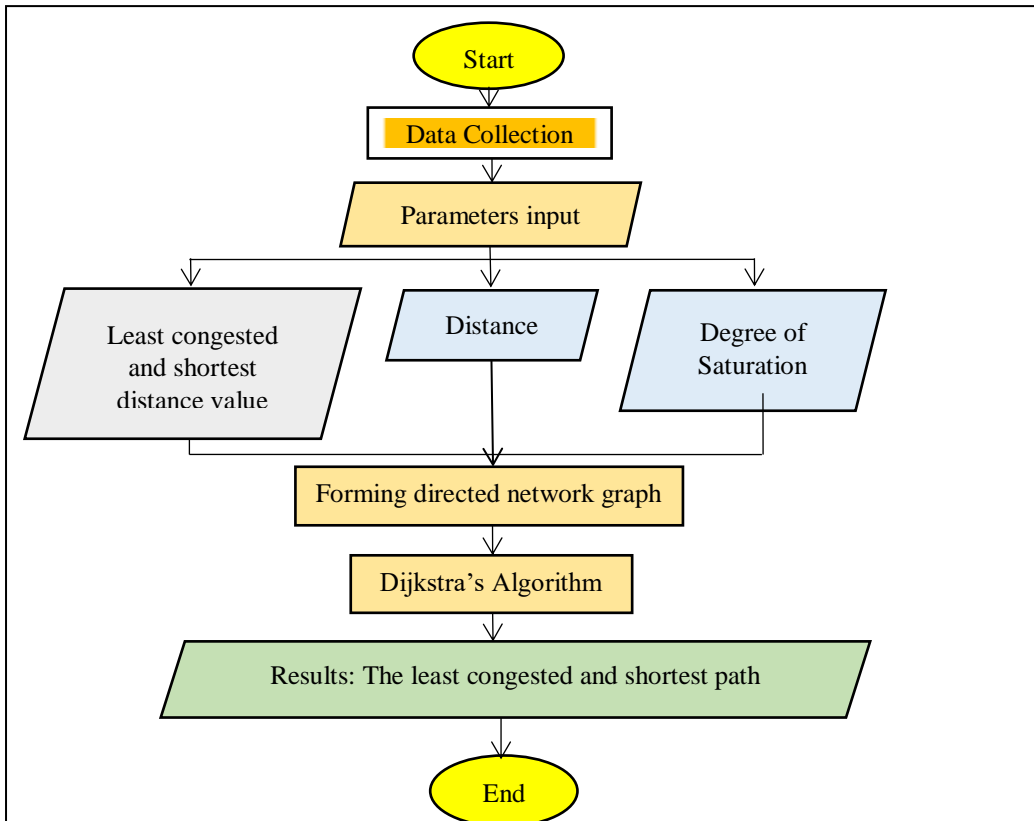 Start
Data Collection
Parameters input
Least congested
and shortest
distance value
Distance
Degree of
Saturation
Forming directed network graph
Dijkstra’s Algorithm
Results: The least congested and shortest path
End